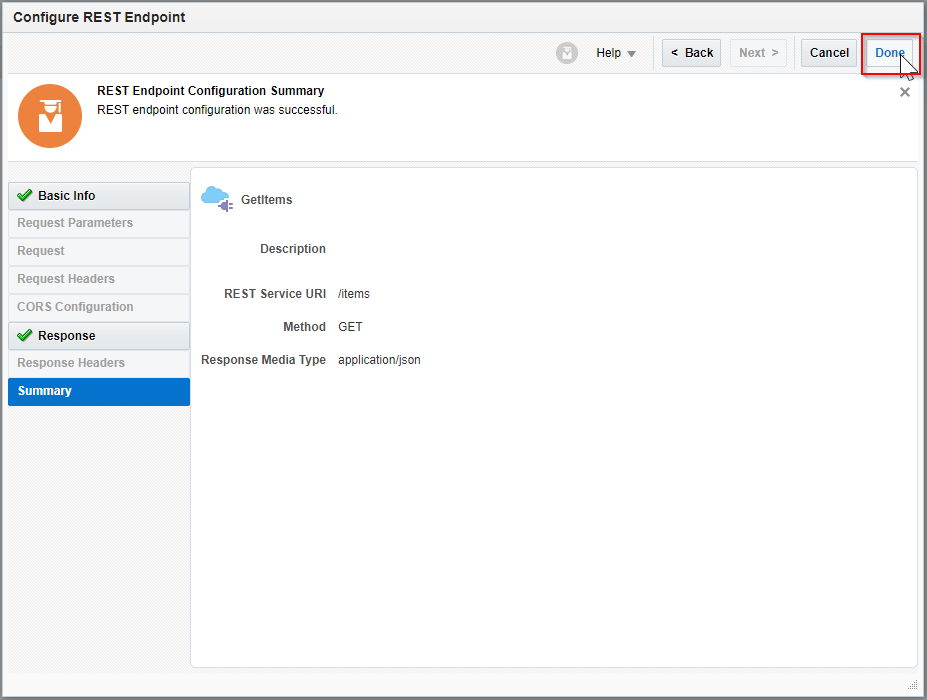 Configure REST Endpoint
Help
< Back
Next >
Cancel
Done
REST Endpoint Configuration Summary
REST endpoint configuration was successful.
Basic Info
Request Parameters
Request
Request Headers
CORS Configuration
Response
Response Headers
Summary
GetItems
Description
REST Service URI /items
Method GET
Response Media Type application/json